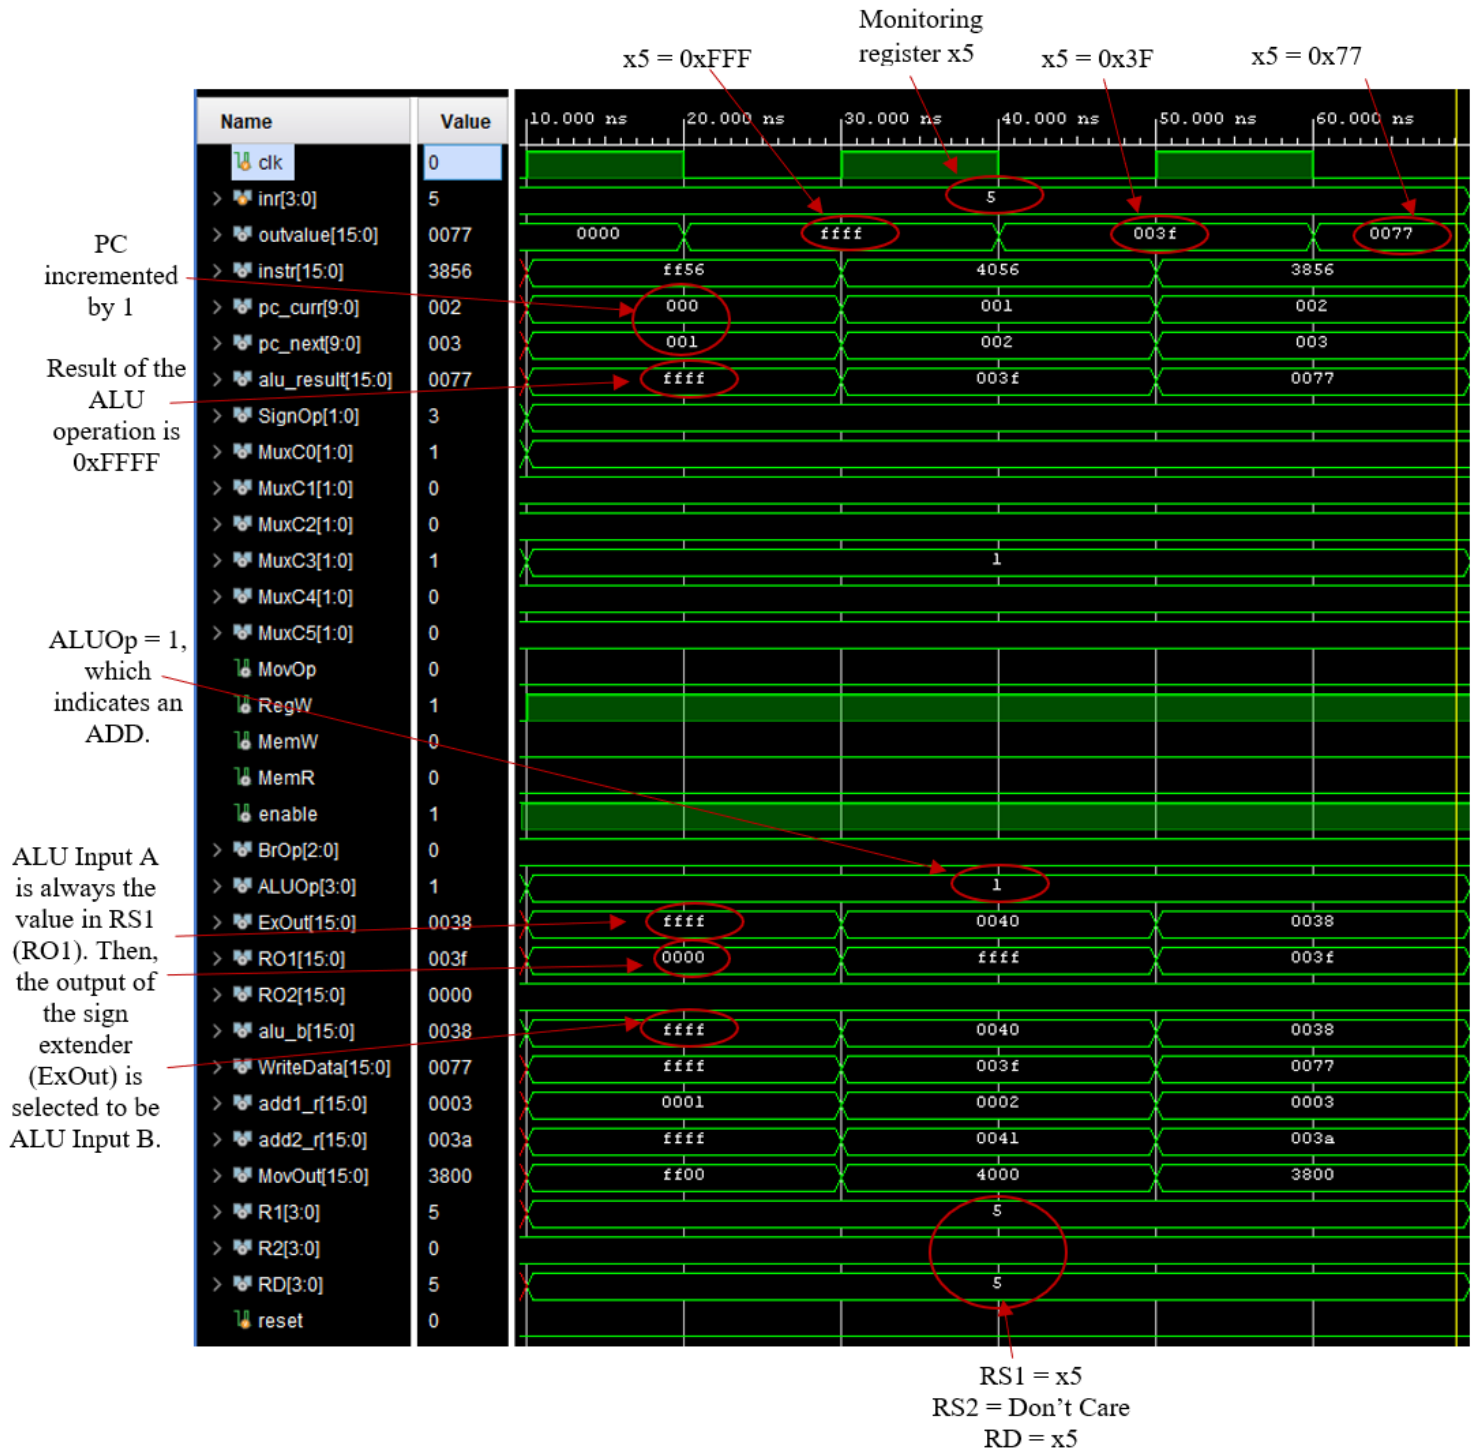 Monitoring
register x5
x5 = 0xFFF
x5 = 0x3F
x5 = 0x77
Name Value
10.000 ns 20.000 ns 30.000 ns 40.000 ns 50.000 ns 60.000 ns
clk 0
inr[3:0] 5 5
outvalue[15:0] 0077 0000 ffff 003f 0077
instr[15:0] 3856 ff56 4056 3856
pc_curr[9:0] 002 000 001 002
pc_next[9:0] 003 001 002 003
alu_result[15:0] 0077 ffff 003f 0077
SignOp[1:0] 3
MuxC0[1:0] 1
MuxC1[1:0] 0
MuxC2[1:0] 0
MuxC3[1:0] 1 1
MuxC4[1:0] 0
MuxC5[1:0] 0
MovOp 0
RegW 1
MemW 0
MemR 0
enable 1
BrOp[2:0] 0
ALUOp[3:0] 1 1
ExOut[15:0] 0038 ffff 0040 0038
RO1[15:0] 003f 0000 ffff 003f
RO2[15:0] 0000
alu_b[15:0] 0038 ffff 0040 0038
WriteData[15:0] 0077 ffff 003f 0077
add1_r[15:0] 0003 0001 0002 0003
add2_r[15:0] 003a ffff 0041 003a
MovOut[15:0] 3800 ff00 4000 3800
R1[3:0] 5 5
R2[3:0] 0
RD[3:0] 5 5
reset 0
PC
incremented
by 1
Result of the
ALU
operation is
0xFFFF
ALUOp = 1,
which
indicates an
ADD.
ALU Input A
is always the
value in RS1
(RO1). Then,
the output of
the sign
extender
(ExOut) is
selected to be
ALU Input B.
RS1 = x5
RS2 = Don't Care
RD = x5